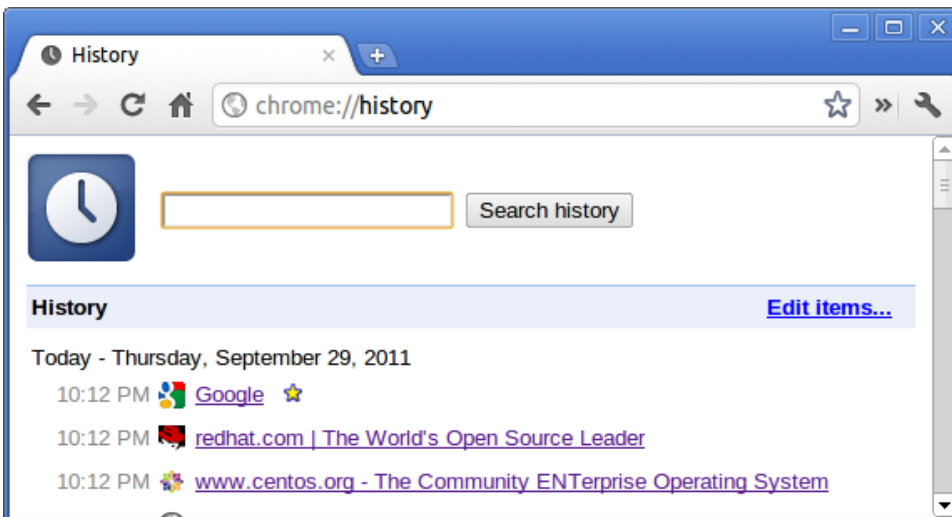 History
chrome://history
Search history
History Edit items...
Today - Thursday, September 29, 2011
10:12 PM Google
10:12 PM redhat.com | The World's Open Source Leader
10:12 PM www.centos.org - The Community ENTerprise Operating System